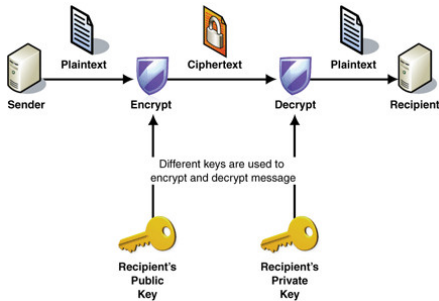 Plaintext
Ciphertext
Plaintext
Sender
Encrypt
Decrypt
Recipient
Different keys are used to
encrypt and decrypt message
Recipient's
Public
Key
Recipient's
Private
Key